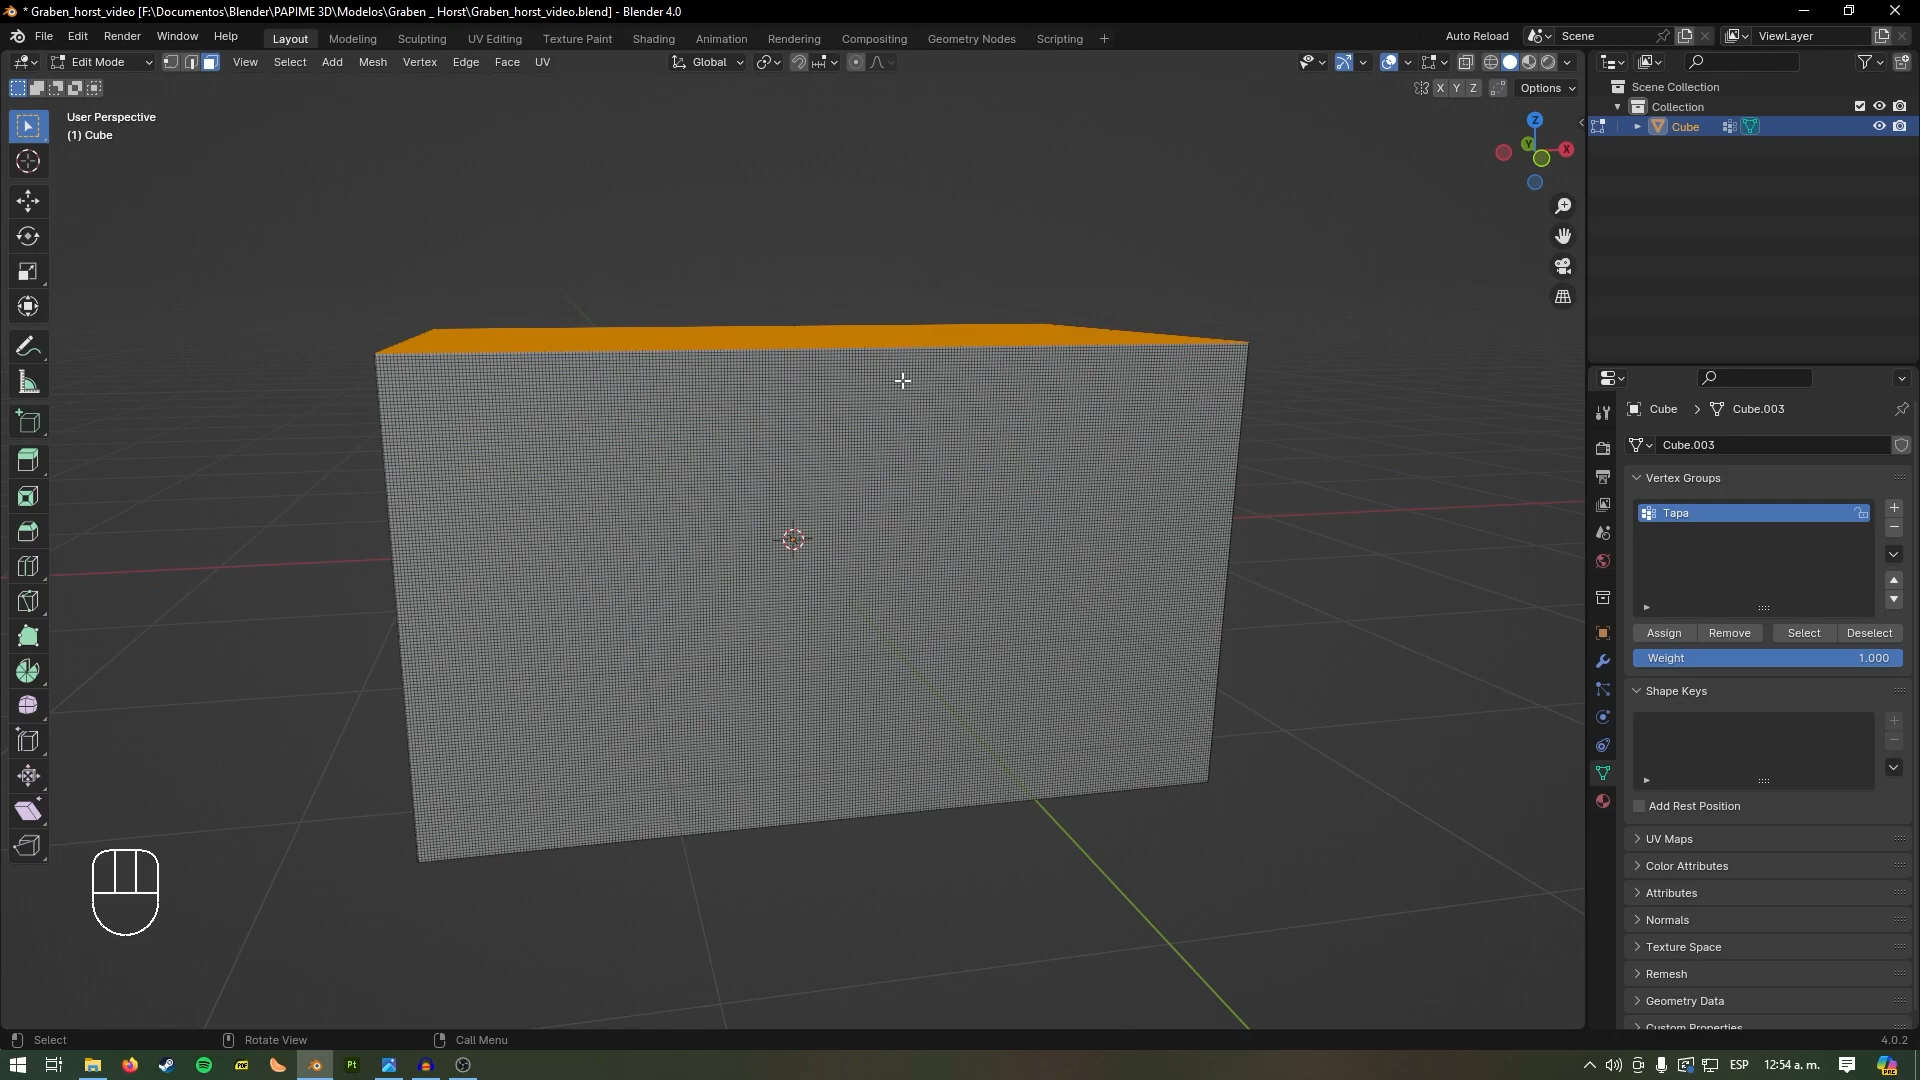 * Graben_horst_video [F:\Documentos\Blender\PAPIME 3D\Modelos\Graben _ Horst\Graben_horst_video.blend] - Blender 4.0
File Edit Render Window Help
Layout Modeling Sculpting UV Editing Texture Paint Shading Animation Rendering Compositing Geometry Nodes Scripting +
Auto Reload Scene ViewLayer
Edit Mode View Select Add Mesh Vertex Edge Face UV
Global
X Y Z Options
User Perspective
(1) Cube
Z
Y
X
Scene Collection
Collection
Cube
Cube > Cube.003
Cube.003
Vertex Groups
Tapa
Assign Remove Select Deselect
Weight 1.000
Shape Keys
Add Rest Position
UV Maps
Color Attributes
Attributes
Normals
Texture Space
Remesh
Geometry Data
Custom Properties
Select Rotate View Call Menu 4.0.2
Pt
ESP 12:54 a. m.